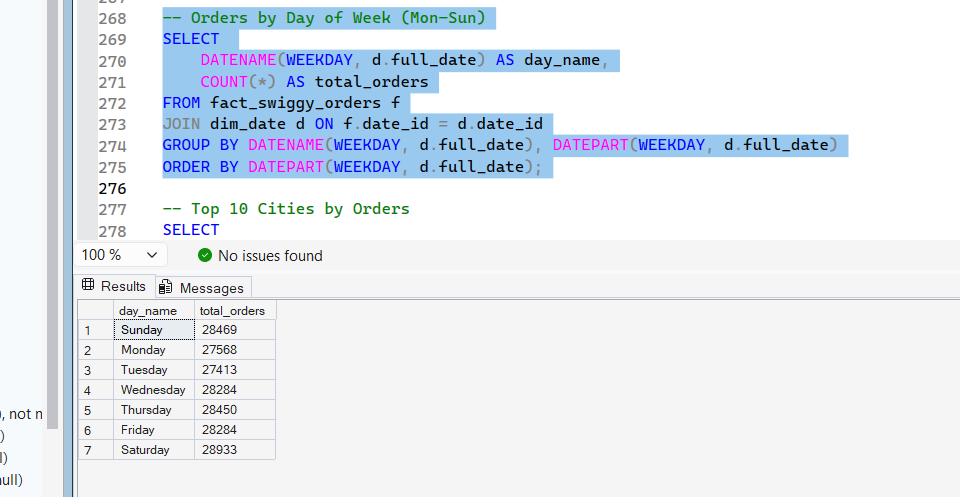 268 -- Orders by Day of Week (Mon-Sun)
269 SELECT
270 DATENAME(WEEKDAY, d.full_date) AS day_name,
271 COUNT(*) AS total_orders
272 FROM fact_swiggy_orders f
273 JOIN dim_date d ON f.date_id = d.date_id
274 GROUP BY DATENAME(WEEKDAY, d.full_date), DATEPART(WEEKDAY, d.full_date)
275 ORDER BY DATEPART(WEEKDAY, d.full_date);
276
277 -- Top 10 Cities by Orders
278 SELECT
100 % No issues found
Results Messages
day_name total_orders
1 Sunday 28469
2 Monday 27568
3 Tuesday 27413
4 Wednesday 28284
5 Thursday 28450
6 Friday 28284
7 Saturday 28933
), not
)
)
ull)